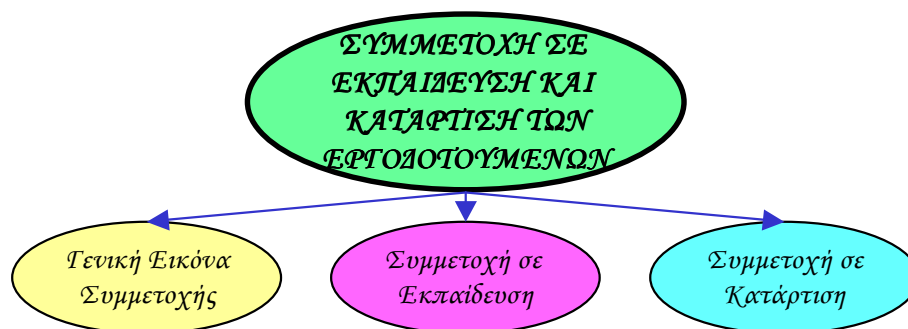 ΣΥΜΜΕΤΟΧΗ ΣΕ
ΕΚΠΑΙΔΕΥΣΗ ΚΑΙ
ΚΑΤΑΡΤΙΣΗ ΤΩΝ
ΕΡΓΟΔΟΤΟΥΜΕΝΩΝ
Γενική Εικόνα
Συμμετοχής
Συμμετοχή σε
Εκπαίδευση
Συμμετοχή σε
Κατάρτιση